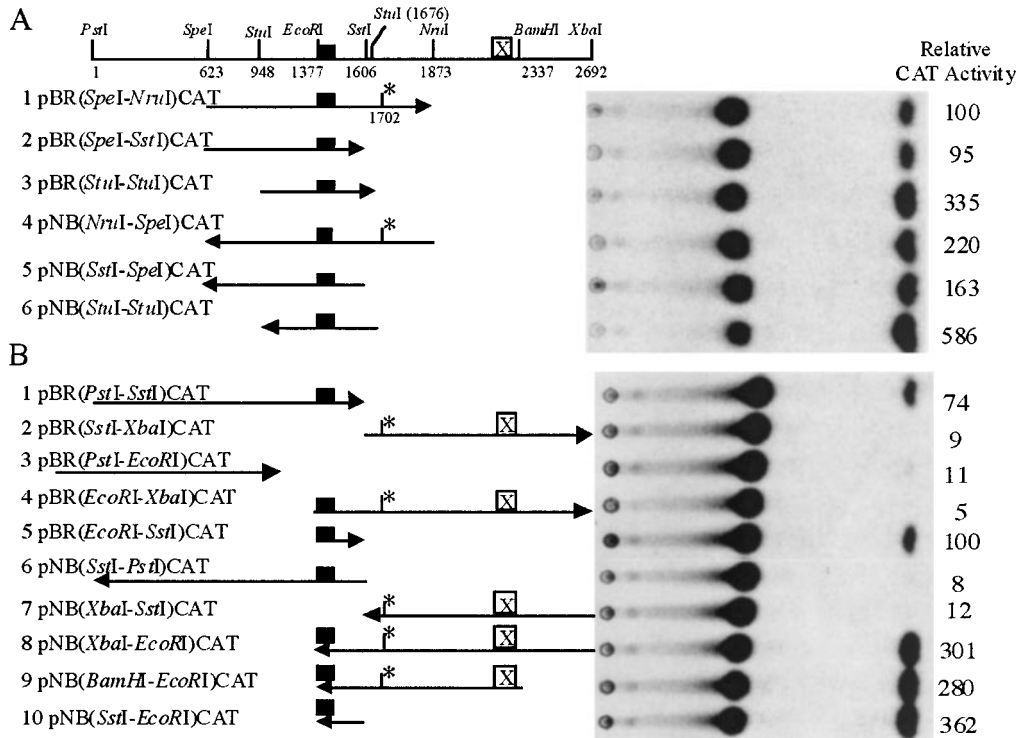 A
PstI SpeI StuI EcoRI SstI StuI (1676) NruI X BamHI XbaI
1 623 948 1377 1606 1873 2337 2692
Relative
CAT Activity
1 pBR(SpeI-NruI)CAT * 1702 100
2 pBR(SpeI-SstI)CAT 95
3 pBR(StuI-StuI)CAT 335
4 pNB(NruI-SpeI)CAT * 220
5 pNB(SstI-SpeI)CAT 163
6 pNB(StuI-StuI)CAT 586
B
1 pBR(PstI-SstI)CAT 74
2 pBR(SstI-XbaI)CAT * X 9
3 pBR(PstI-EcoRI)CAT 11
4 pBR(EcoRI-XbaI)CAT * X 5
5 pBR(EcoRI-SstI)CAT 100
6 pNB(SstI-PstI)CAT 8
7 pNB(XbaI-SstI)CAT * X 12
8 pNB(XbaI-EcoRI)CAT * X 301
9 pNB(BamHI-EcoRI)CAT * X 280
10 pNB(SstI-EcoRI)CAT 362